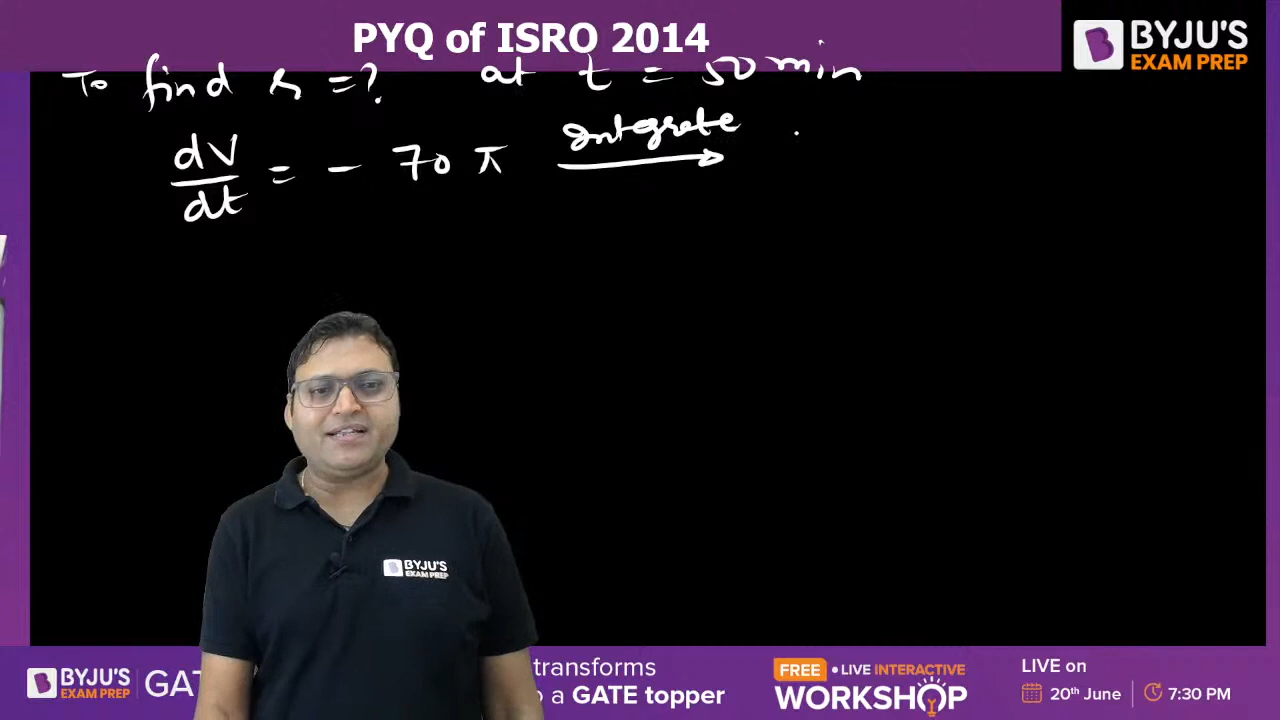 PYQ of ISRO 2014
BYJU'S
EXAM PREP
To find r =? at t = 50 min
dV/dt = - 70 π Integrate
BYJU'S
EXAM PREP
BYJU'S
EXAM PREP
GAT
transforms
o a GATE topper
FREE • LIVE INTERACTIVE
WORKSHOP
LIVE on
20th June 7:30 PM